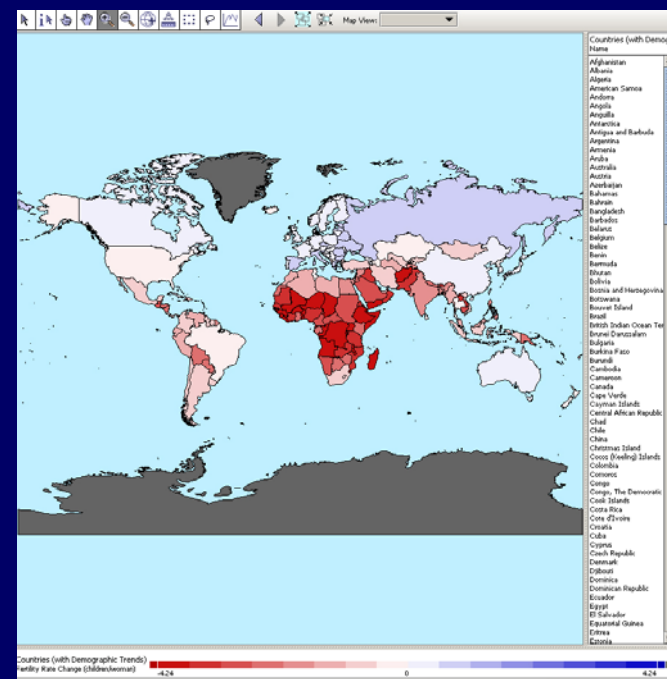 Map View:
Countries (with Demog
Name
Afghanistan
Albania
Algeria
American Samoa
Andorra
Angola
Anguilla
Antarctica
Antigua and Barbuda
Argentina
Armenia
Aruba
Australia
Austria
Azerbaijan
Bahamas
Bahrain
Bangladesh
Barbados
Belarus
Belgium
Belize
Benin
Bermuda
Bhutan
Bolivia
Bosnia and Herzegovina
Botswana
Bouvet Island
Brazil
British Indian Ocean Ter
Brunei Darussalam
Bulgaria
Burkina Faso
Burundi
Cambodia
Cameroon
Canada
Cape Verde
Cayman Islands
Central African Republic
Chad
Chile
China
Christmas Island
Cocos (Keeling) Islands
Colombia
Comoros
Congo
Congo, The Democratic
Cook Islands
Costa Rica
Cote d'Ivoire
Croatia
Cuba
Cyprus
Czech Republic
Denmark
Djibouti
Dominica
Dominican Republic
Ecuador
Egypt
El Salvador
Equatorial Guinea
Eritrea
Estonia
Countries (with Demographic Trends)
Fertility Rate Change (children/woman)
-4.24 0 4.24